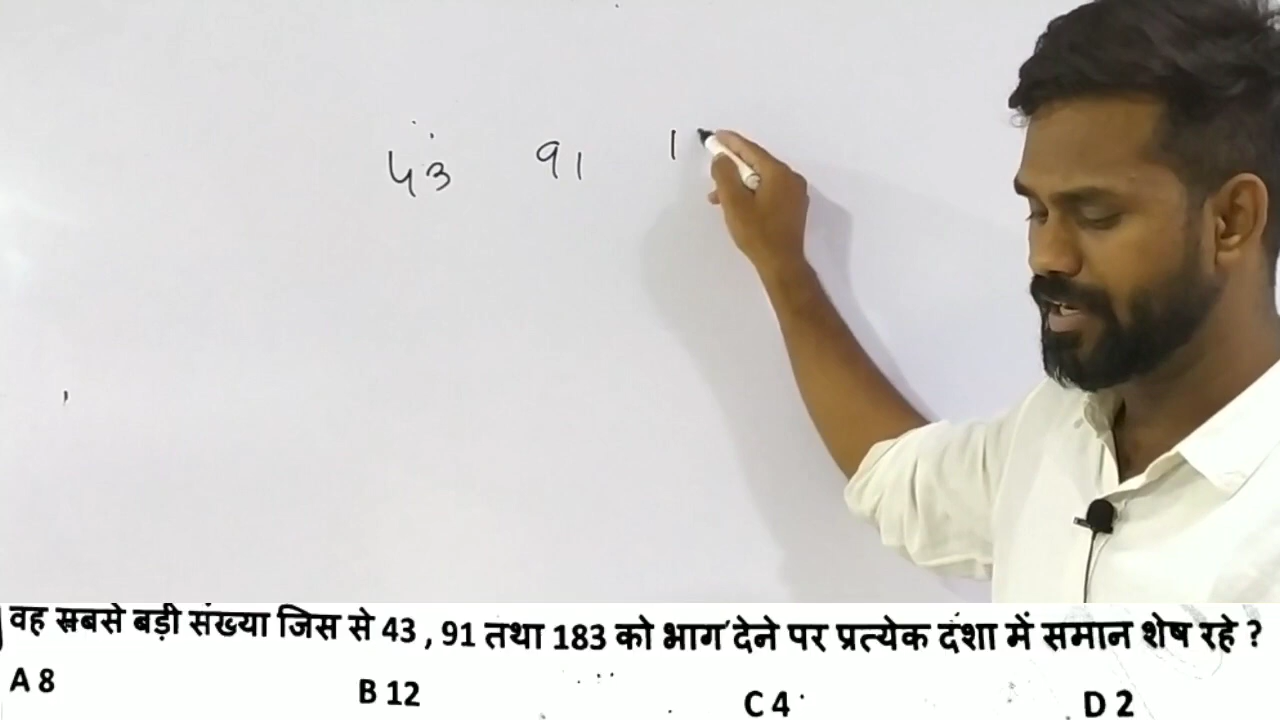 43 91 1
वह सबसे बड़ी संख्या जिस से 43 , 91 तथा 183 को भाग देने पर प्रत्येक दशा में समान शेष रहे ?
A 8 B 12 C 4 D 2